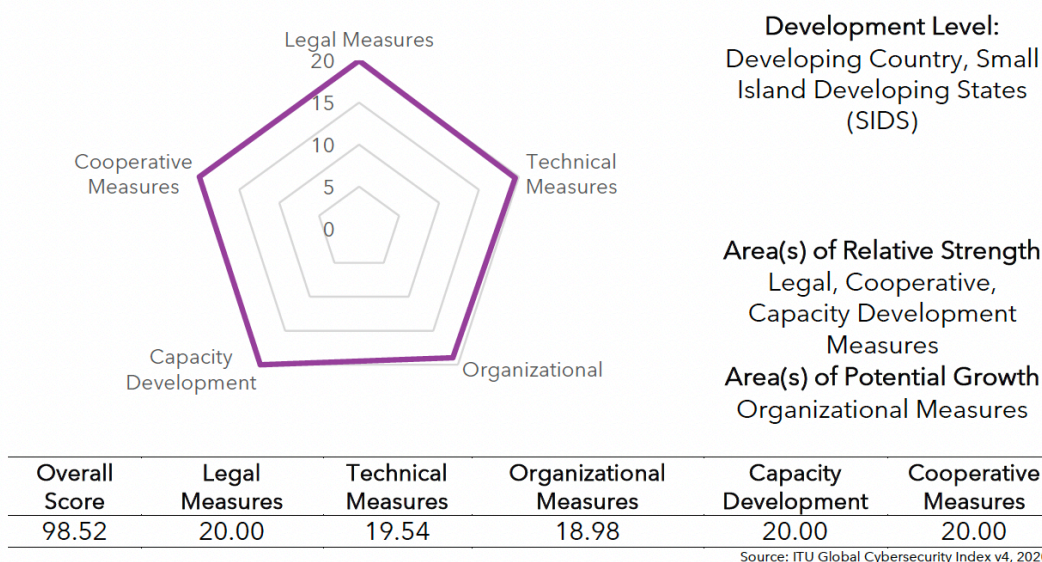 Legal Measures
20
15
10
5
0
Technical
Measures
Organizational
Capacity
Development
Cooperative
Measures
Development Level:
Developing Country, Small
Island Developing States
(SIDS)
Area(s) of Relative Strength
Legal, Cooperative,
Capacity Development
Measures
Area(s) of Potential Growth
Organizational Measures
Overall Score Legal Measures Technical Measures Organizational Measures Capacity Development Cooperative Measures
98.52 20.00 19.54 18.98 20.00 20.00
Source: ITU Global Cybersecurity Index v4, 202